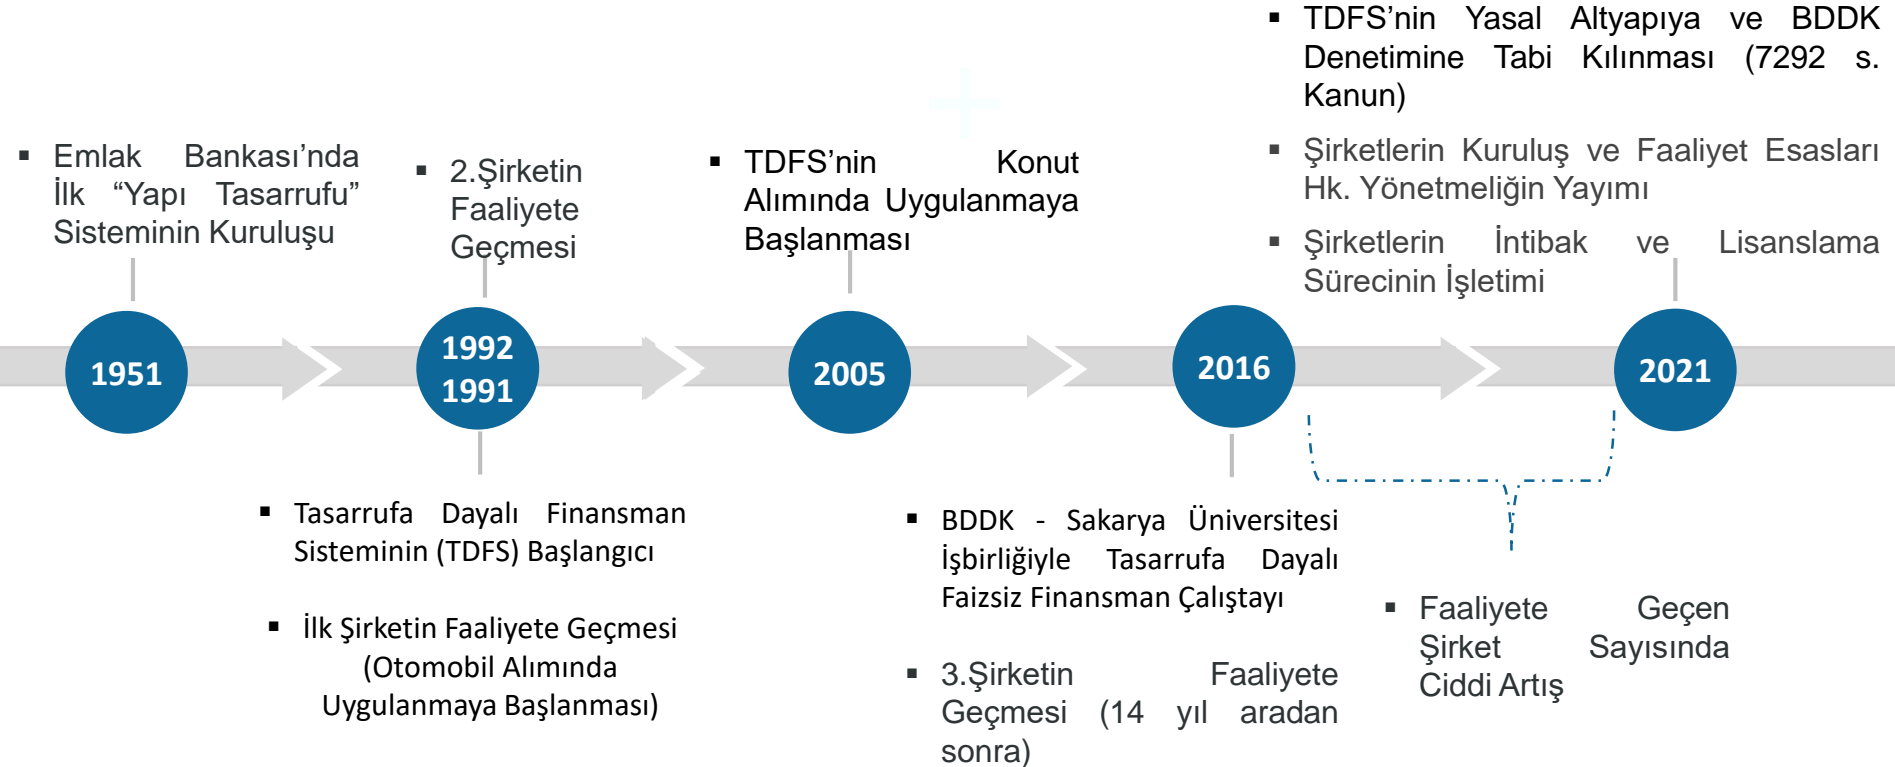 ▪ Emlak Bankası’nda
İlk “Yapı Tasarrufu”
Sisteminin Kuruluşu
1951
▪ 2.Şirketin
Faaliyete
Geçmesi
1992
1991
▪ Tasarrufa Dayalı Finansman
Sisteminin (TDFS) Başlangıcı
▪ İlk Şirketin Faaliyete Geçmesi
(Otomobil Alımında
Uygulanmaya Başlanması)
▪ TDFS’nin Konut
Alımında Uygulanmaya
Başlanması
2005
2016
▪ BDDK - Sakarya Üniversitesi
İşbirliğiyle Tasarrufa Dayalı
Faizsiz Finansman Çalıştayı
▪ 3.Şirketin Faaliyete
Geçmesi (14 yıl aradan
sonra)
▪ Faaliyete Geçen
Şirket Sayısında
Ciddi Artış
▪ TDFS’nin Yasal Altyapıya ve BDDK
Denetimine Tabi Kılınması (7292 s.
Kanun)
▪ Şirketlerin Kuruluş ve Faaliyet Esasları
Hk. Yönetmeliğin Yayımı
▪ Şirketlerin İntibak ve Lisanslama
Sürecinin İşletimi
2021